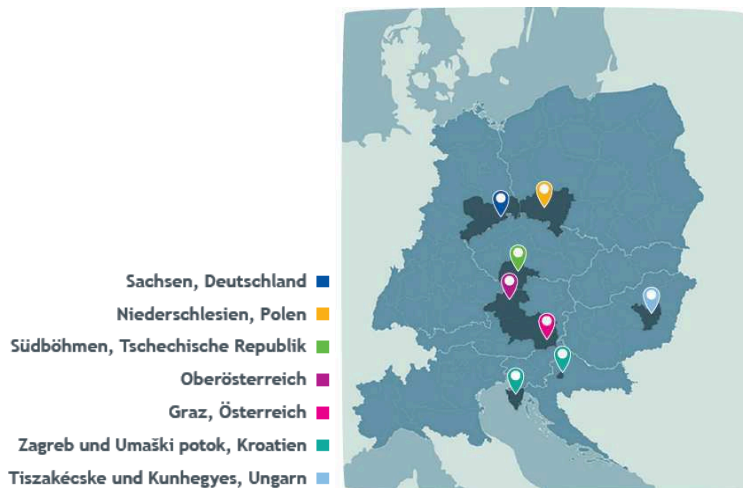 Sachsen, Deutschland
Niederschlesien, Polen
Südböhmen, Tschechische Republik
Oberösterreich
Graz, Österreich
Zagreb und Umaški potok, Kroatien
Tiszakécske und Kunhegyes, Ungarn